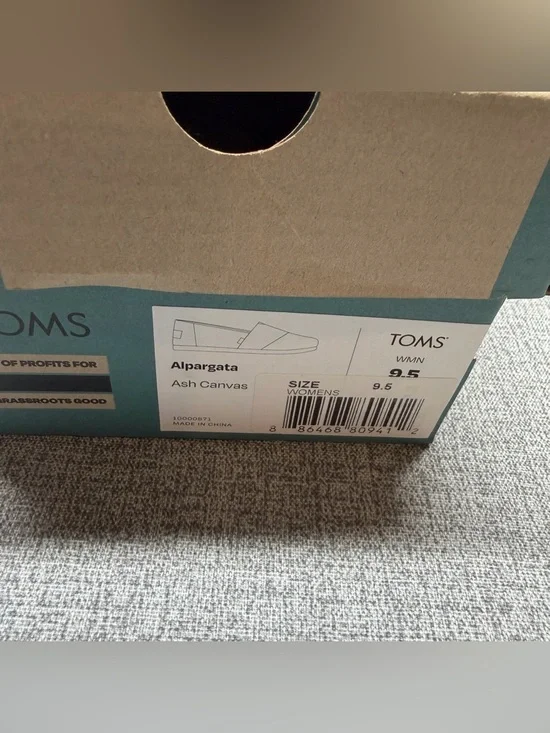 OMS
OF PROFITS FOR
GRASSROOTS GOOD
Alpargata
Ash Canvas
10000871
MADE IN CHINA
TOMS
WMN
9.5
SIZE 9.5
WOMENS
8 86468 80941 2